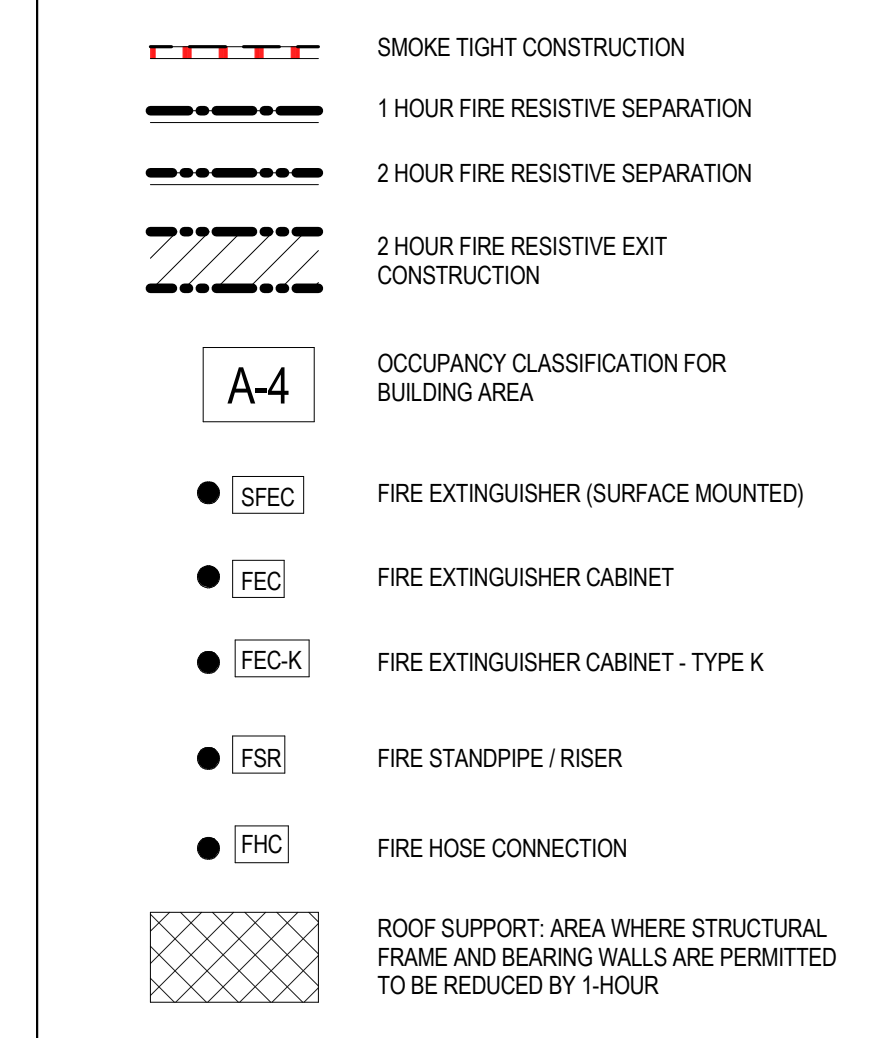 SMOKE TIGHT CONSTRUCTION
1 HOUR FIRE RESISTIVE SEPARATION
2 HOUR FIRE RESISTIVE SEPARATION
2 HOUR FIRE RESISTIVE EXIT
CONSTRUCTION
A-4
OCCUPANCY CLASSIFICATION FOR
BUILDING AREA
SFEC
FIRE EXTINGUISHER (SURFACE MOUNTED)
FEC
FIRE EXTINGUISHER CABINET
FEC-K
FIRE EXTINGUISHER CABINET - TYPE K
FSR
FIRE STANDPIPE / RISER
FHC
FIRE HOSE CONNECTION
ROOF SUPPORT: AREA WHERE STRUCTURAL
FRAME AND BEARING WALLS ARE PERMITTED
TO BE REDUCED BY 1-HOUR